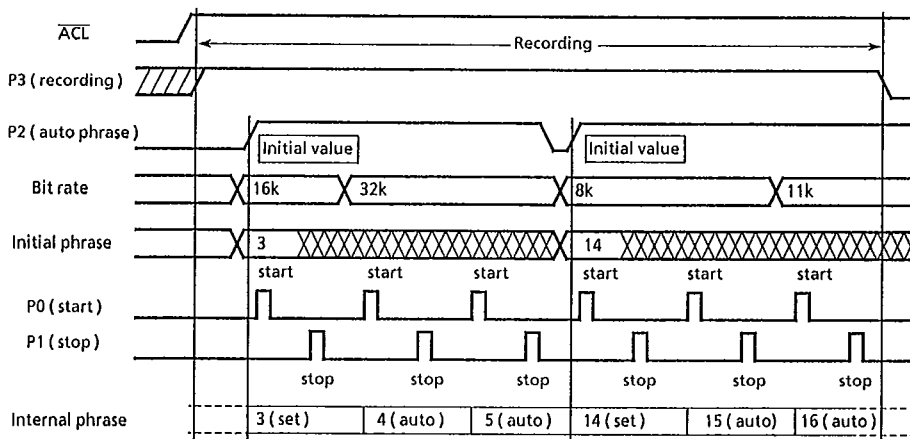 ACL
Recording
P3 ( recording )
P2 ( auto phrase )
Initial value
Initial value
Bit rate
16k
32k
8k
11k
Initial phrase
3
14
start
start
start
start
start
start
P0 ( start )
P1 ( stop )
stop
stop
stop
stop
stop
stop
Internal phrase
3 ( set )
4 ( auto )
5 ( auto )
14 ( set )
15 ( auto )
16 ( auto )